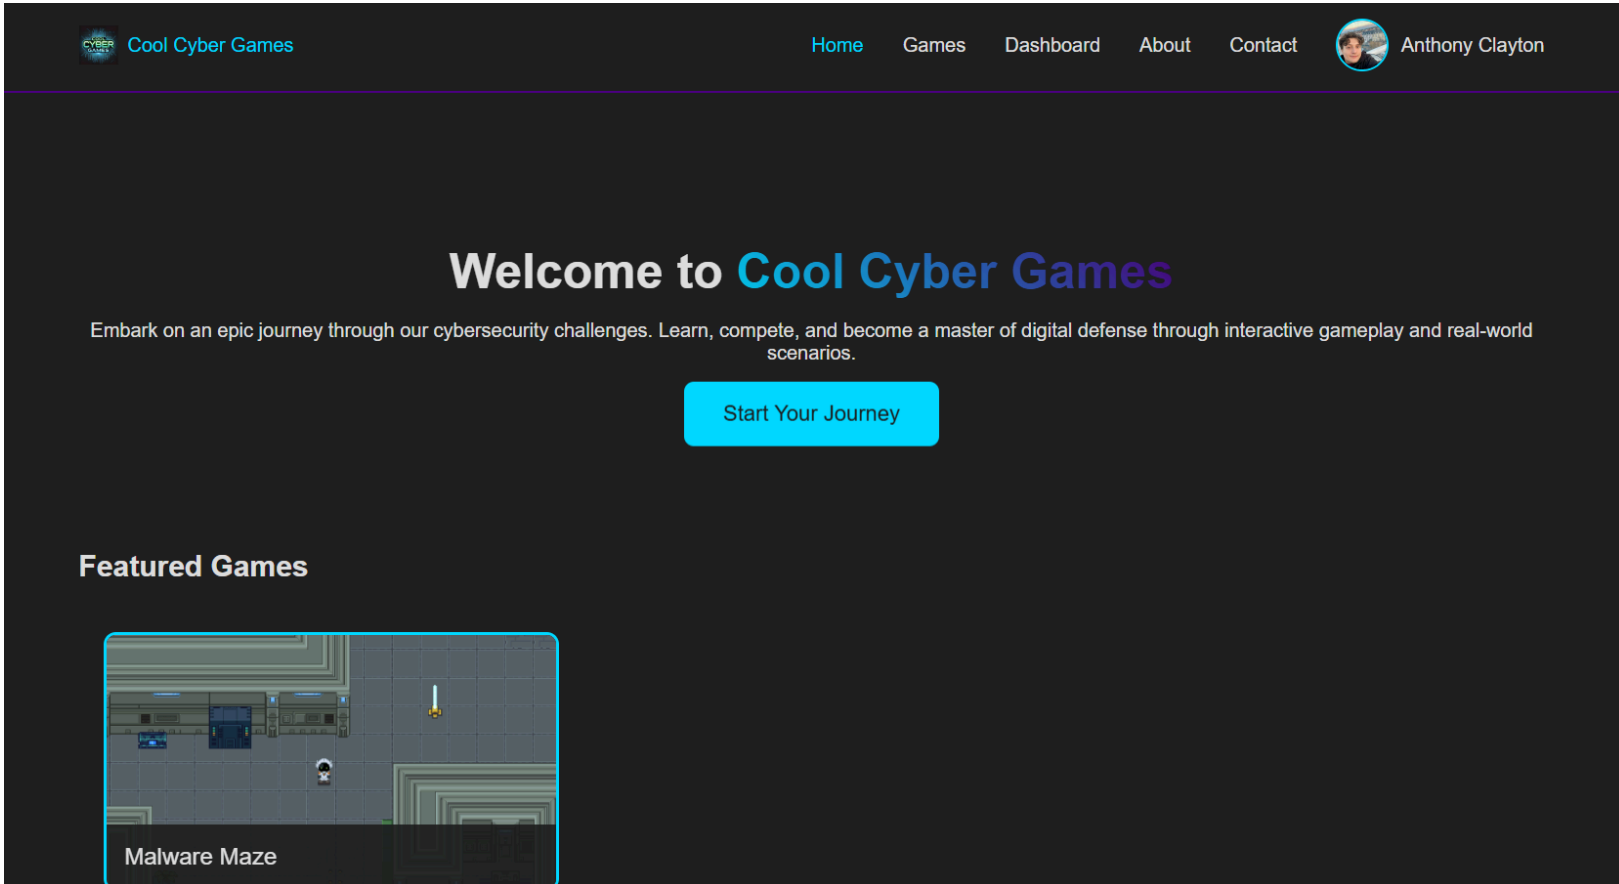 CYBER
GAMES
Cool Cyber Games
Home
Games
Dashboard
About
Contact
Anthony Clayton
Welcome to Cool Cyber Games
Embark on an epic journey through our cybersecurity challenges. Learn, compete, and become a master of digital defense through interactive gameplay and real-world
scenarios.
Start Your Journey
Featured Games
Malware Maze